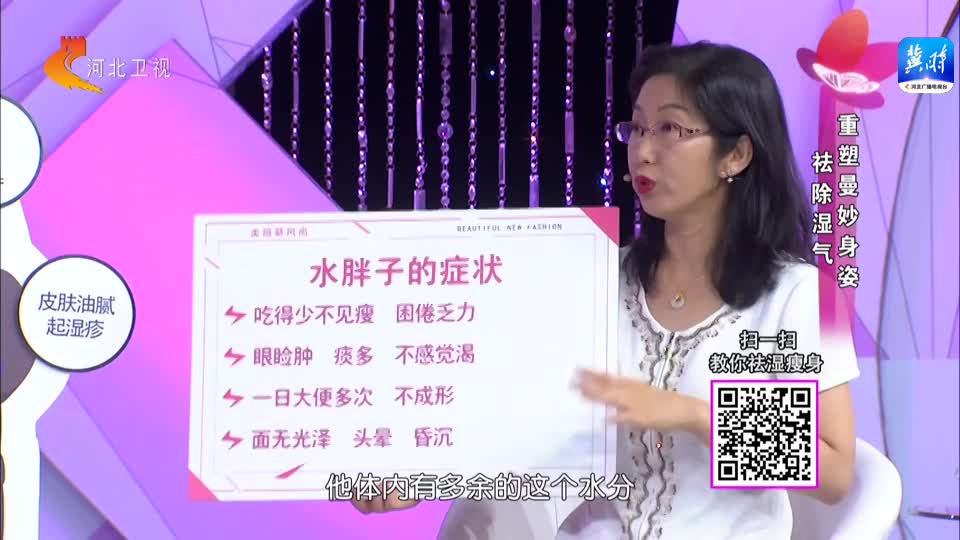 河北卫视
冀时
河北广播电视台
重塑曼妙身姿
祛除湿气
美丽新风尚
BEAUTIFUL NEW FASHION
水胖子的症状
吃得少不见瘦 困倦乏力
眼睑肿 痰多 不感觉渴
一日大便多次 不成形
面无光泽 头晕 昏沉
皮肤油腻
起湿疹
扫一扫
教你祛湿瘦身
他体内有多余的这个水分